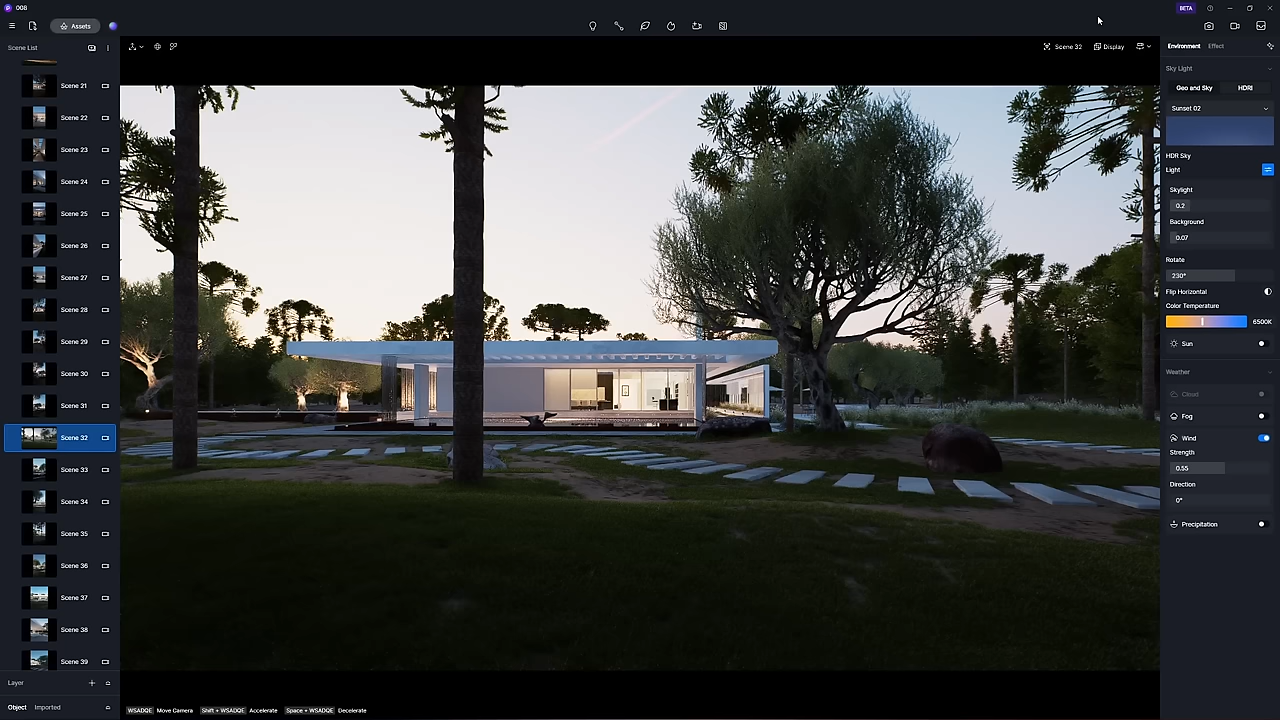 008
BETA
Assets
Scene List
Scene 21
Scene 22
Scene 23
Scene 24
Scene 25
Scene 26
Scene 27
Scene 28
Scene 29
Scene 30
Scene 31
Scene 32
Scene 33
Scene 34
Scene 35
Scene 36
Scene 37
Scene 38
Scene 39
Layer
Object Imported
Scene 32 Display
WSADQE Move Camera Shift + WSADQE Accelerate Space + WSADQE Decelerate
Environment Effect
Sky Light
Geo and Sky HDRI
Sunset 02
HDR Sky
Light
Skylight
0.2
Background
0.07
Rotate
230°
Flip Horizontal
Color Temperature
6500K
Sun
Weather
Cloud
Fog
Wind
Strength
0.55
Direction
0°
Precipitation